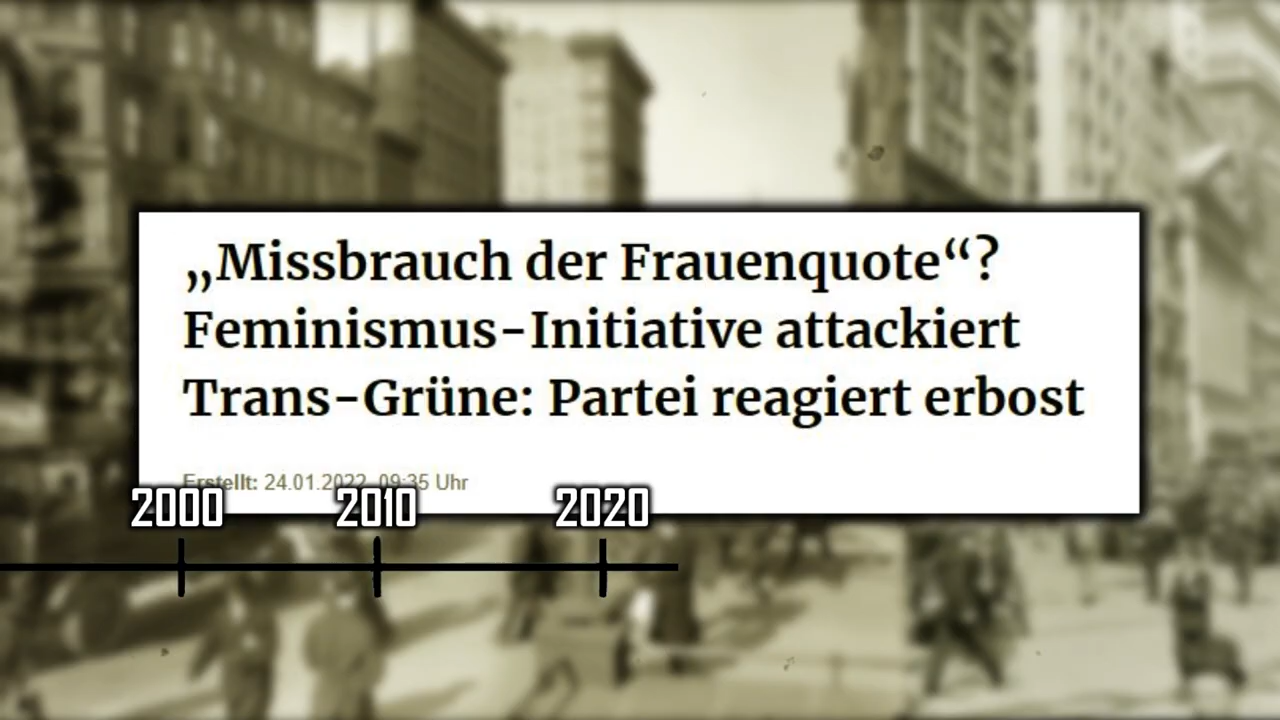 „Missbrauch der Frauenquote“?
Feminismus-Initiative attackiert
Trans-Grüne: Partei reagiert erbost
Erstellt: 24.01.2022, 09:35 Uhr
2000 2010 2020